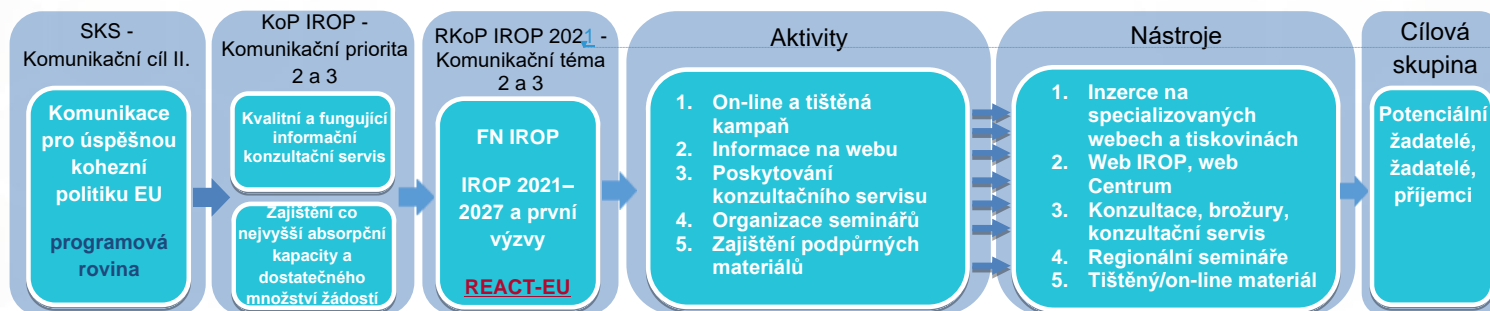 SKS -
Komunikační cíl II.
Komunikace
pro úspěšnou
kohezní
politiku EU
programová
rovina
KoP IROP -
Komunikační priorita
2 a 3
Kvalitní a fungující
informační
konzultační servis
Zajištění co
nejvyšší absorpční
kapacity a
dostatečného
množství žádostí
RKoP IROP 2021 -
Komunikační téma
2 a 3
FN IROP
IROP 2021–
2027 a první
výzvy
REACT-EU
Aktivity
1. On-line a tištěná
kampaň
2. Informace na webu
3. Poskytování
konzultačního servisu
4. Organizace seminářů
5. Zajištění podpůrných
materiálů
Nástroje
1. Inzerce na
specializovaných
webech a tiskovinách
2. Web IROP, web
Centrum
3. Konzultace, brožury,
konzultační servis
4. Regionální semináře
5. Tištěný/on-line materiál
Cílová
skupina
Potenciální
žadatelé,
žadatelé,
příjemci